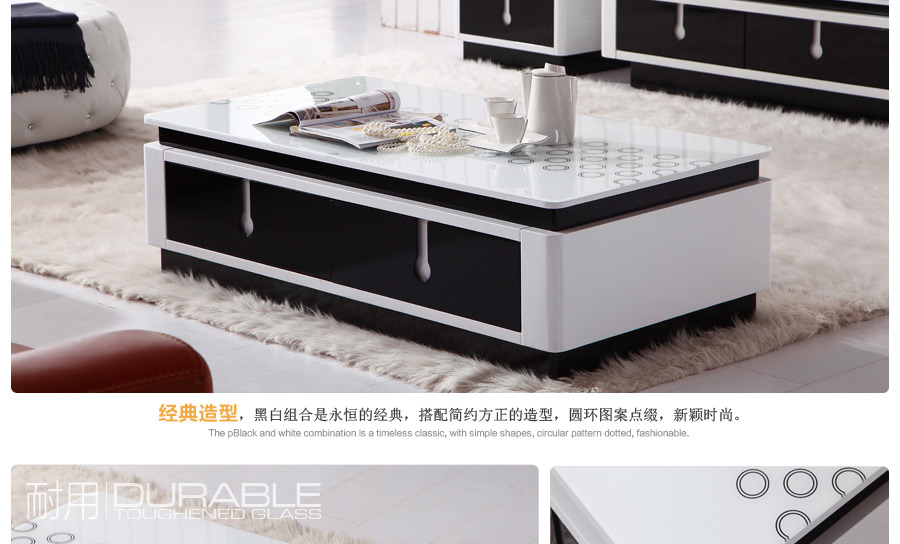 经典造型，黑白组合是永恒的经典，搭配简约方正的造型，圆环图案点缀，新颖时尚。
The pBlack and white combination is a timeless classic, with simple shapes, circular pattern dotted, fashionable.
耐用 DURABLE
TOUGHENED GLASS